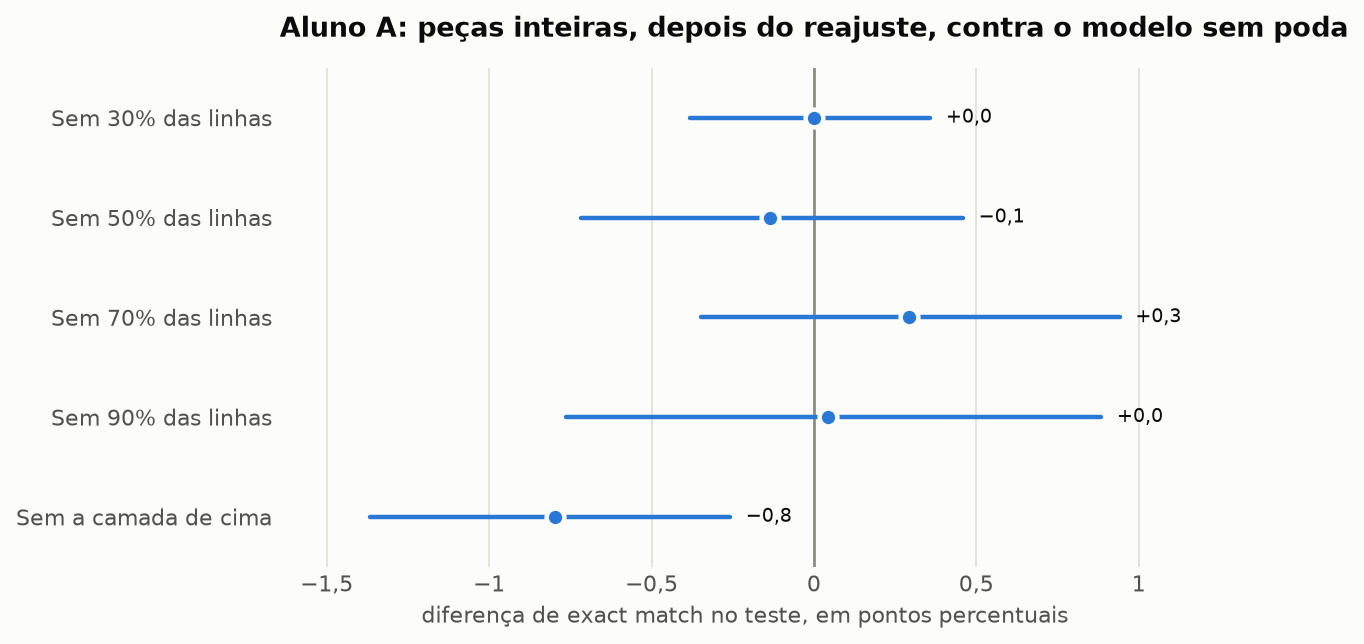 Aluno A: peças inteiras, depois do reajuste, contra o modelo sem poda
Sem 30% das linhas
+0,0
Sem 50% das linhas
−0,1
Sem 70% das linhas
+0,3
Sem 90% das linhas
+0,0
Sem a camada de cima
−0,8
−1,5
−1
−0,5
0
0,5
1
diferença de exact match no teste, em pontos percentuais